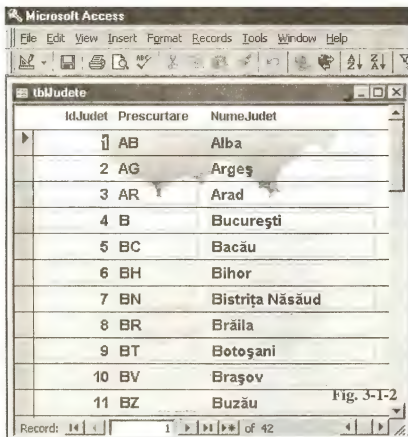 Microsoft Access
File Edit View Insert Format Records Tools Window Help
tblJudete
IdJudet Prescurtare NumeJudet
1 AB Alba
2 AG Argeş
3 AR Arad
4 B Bucureşti
5 BC Bacău
6 BH Bihor
7 BN Bistriţa Năsăud
8 BR Brăila
9 BT Botoşani
10 BV Braşov
11 BZ Buzău
Fig. 3-1-2
Record: 1 of 42